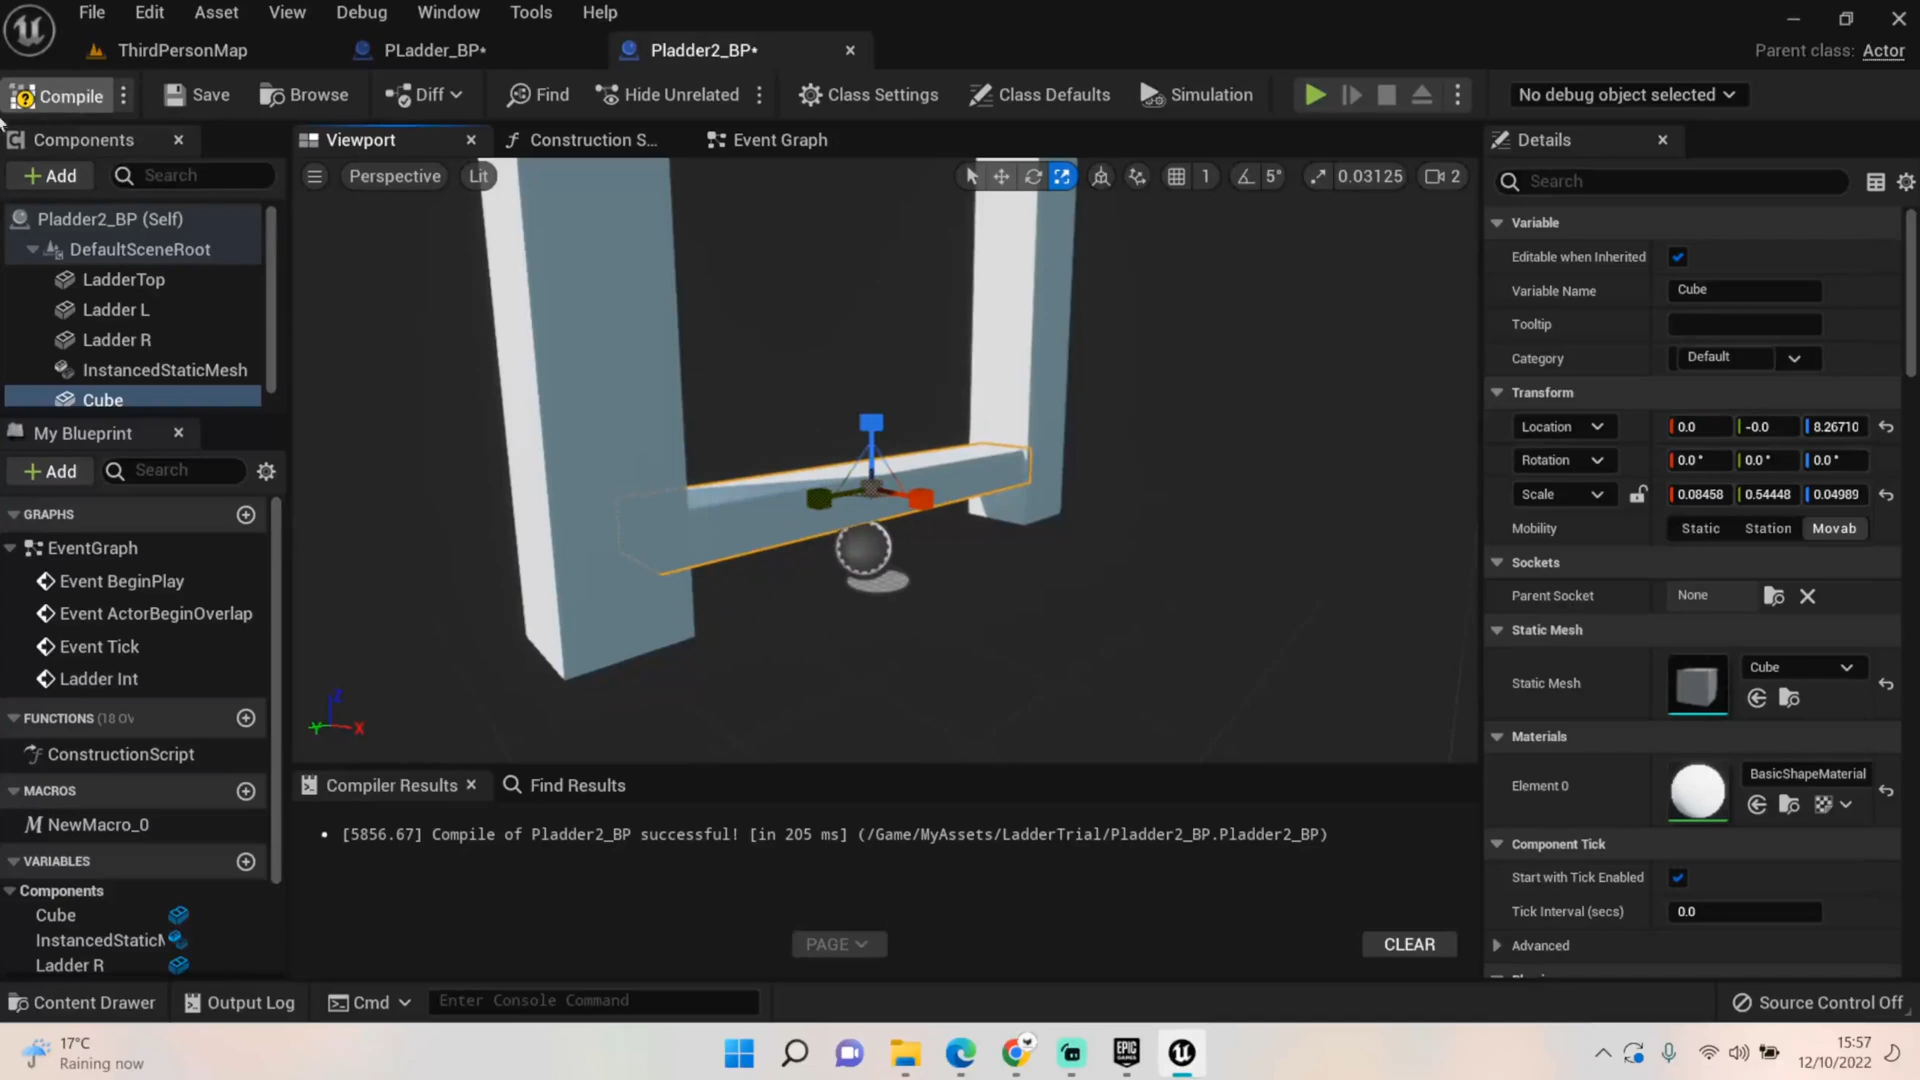 File Edit Asset View Debug Window Tools Help
ThirdPersonMap PLadder_BP* Pladder2_BP* Parent class: Actor
Compile Save Browse Diff Find Hide Unrelated Class Settings Class Defaults Simulation No debug object selected
Components Viewport Construction S... Event Graph Details
Add Search Perspective Lit 1 5° 0.03125 2 Search
Pladder2_BP (Self)
DefaultSceneRoot
LadderTop
Ladder L
Ladder R
InstancedStaticMesh
Cube
My Blueprint
Add Search
GRAPHS
EventGraph
Event BeginPlay
Event ActorBeginOverlap
Event Tick
Ladder Int
FUNCTIONS (18 OV
ConstructionScript
MACROS
NewMacro_0
VARIABLES
Components
Cube
InstancedStaticM
Ladder R
Z
Y X
Compiler Results Find Results
• [5856.67] Compile of Pladder2_BP successful! [in 205 ms] (/Game/MyAssets/LadderTrial/Pladder2_BP.Pladder2_BP)
PAGE CLEAR
Variable
Editable when Inherited
Variable Name Cube
Tooltip
Category Default
Transform
Location 0.0 -0.0 8.26710
Rotation 0.0 ° 0.0 ° 0.0 °
Scale 0.08458 0.54448 0.04989
Mobility Static Station Movab
Sockets
Parent Socket None
Static Mesh
Static Mesh Cube
Materials
Element 0 BasicShapeMaterial
Component Tick
Start with Tick Enabled
Tick Interval (secs) 0.0
Advanced
Content Drawer Output Log Cmd Enter Console Command Source Control Off
17°C
Raining now
EPIC GAMES
15:57
12/10/2022